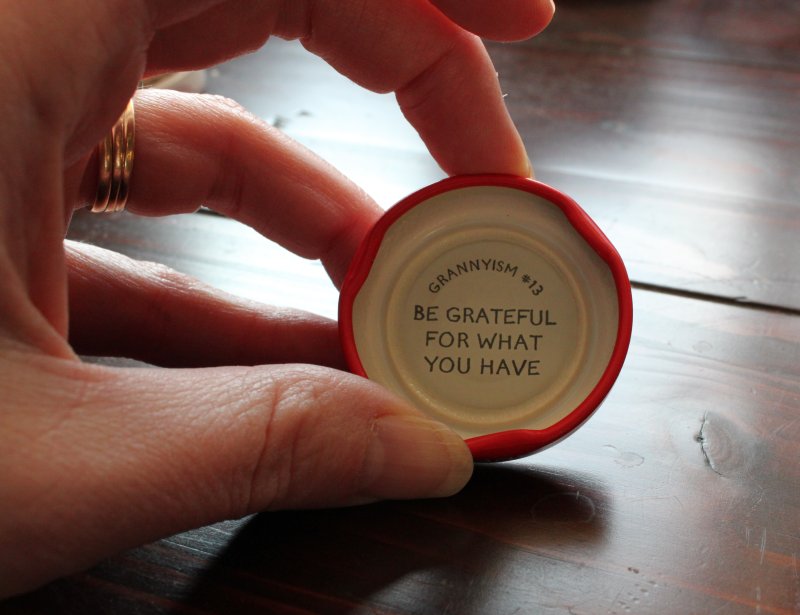 GRANNYISM #13
BE GRATEFUL
FOR WHAT
YOU HAVE